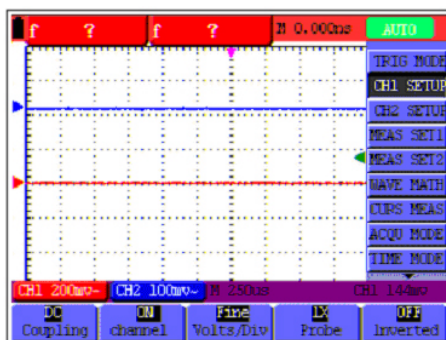 f ? f ? M 0.000ns AUTO
TRIG MODE
CH1 SETUP
CH2 SETUP
MEAS SET1
MEAS SET2
WAVE MATH
CURS MEAS
ACQU MODE
TIME MODE
CH1 200mv~ CH2 100mv~ M 250us CH1 144mv
DC ON Fine 1X OFF
Coupling channel Volts/Div Probe Inverted